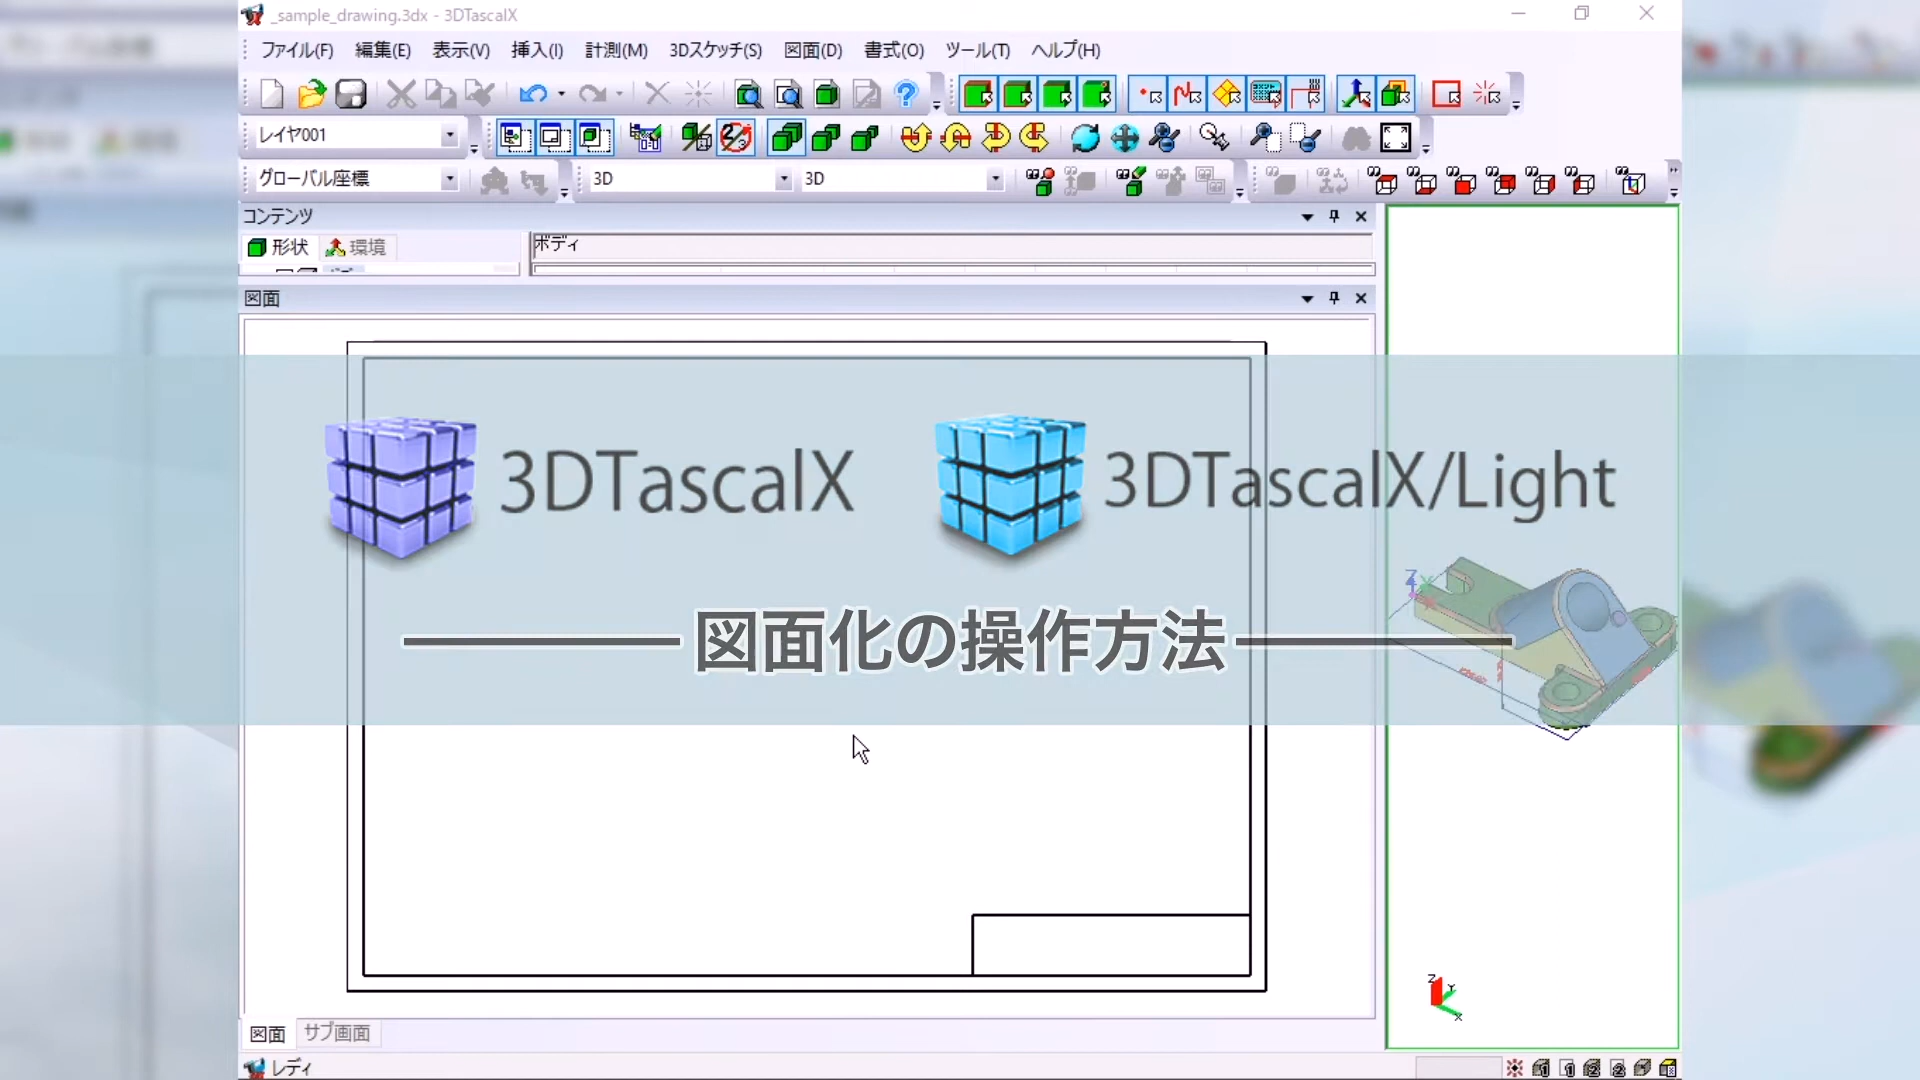 _sample_drawing.3dx - 3DTascalX
ファイル(F) 編集(E) 表示(V) 挿入(I) 計測(M) 3Dスケッチ(S) 図面(D) 書式(O) ツール(T) ヘルプ(H)
レイヤ001
グローバル座標 3D 3D
コンテンツ
形状 環境 ボディ
図面
3DTascalX 3DTascalX/Light
図面化の操作方法
Z
Y
X
図面 サブ画面
レディ